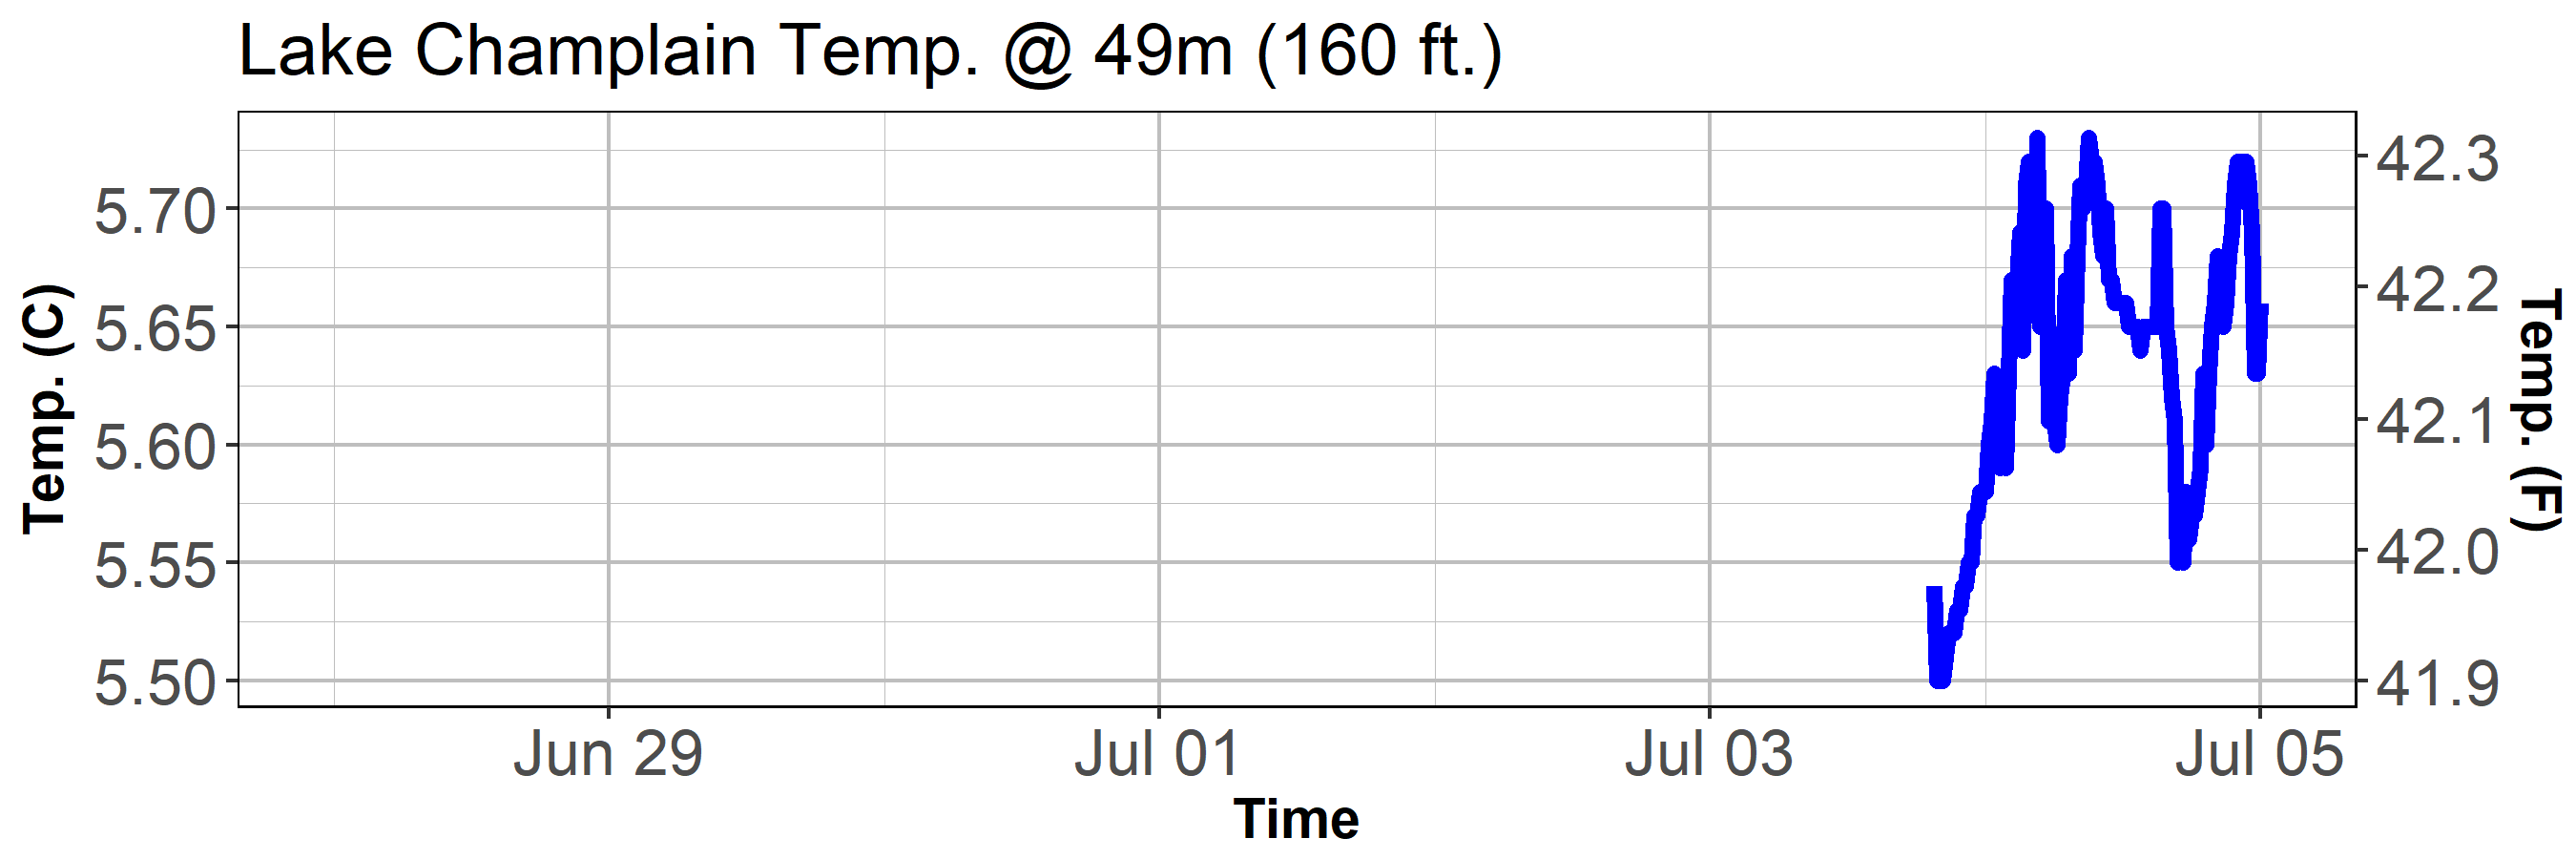 Lake Champlain Temp. @ 49m (160 ft.)
Temp. (C)
5.70
5.65
5.60
5.55
5.50
42.3
42.2
42.1
42.0
41.9
Temp. (F)
Jun 29
Jul 01
Jul 03
Jul 05
Time